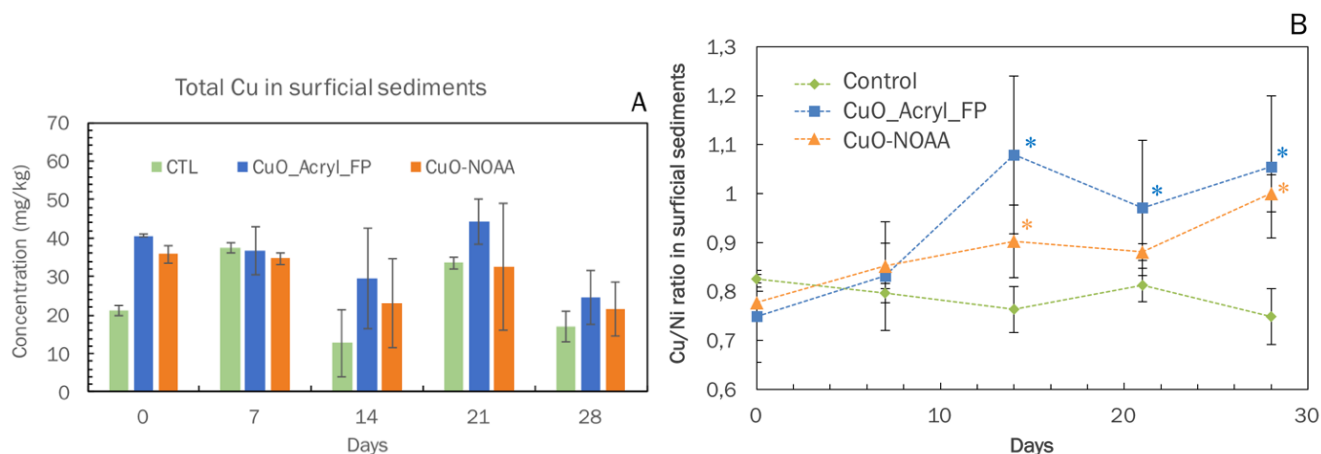 Total Cu in surficial sediments
A
70
60
50
40
30
20
10
0
Concentration (mg/kg)
CTL CuO_Acryl_FP CuO-NOAA
0 7 14 21 28
Days
B
1,3
1,2
1,1
1
0,9
0,8
0,7
0,6
Cu/Ni ratio in surficial sediments
Control
CuO_Acryl_FP
CuO-NOAA
*
*
*
*
*
0 10 20 30
Days